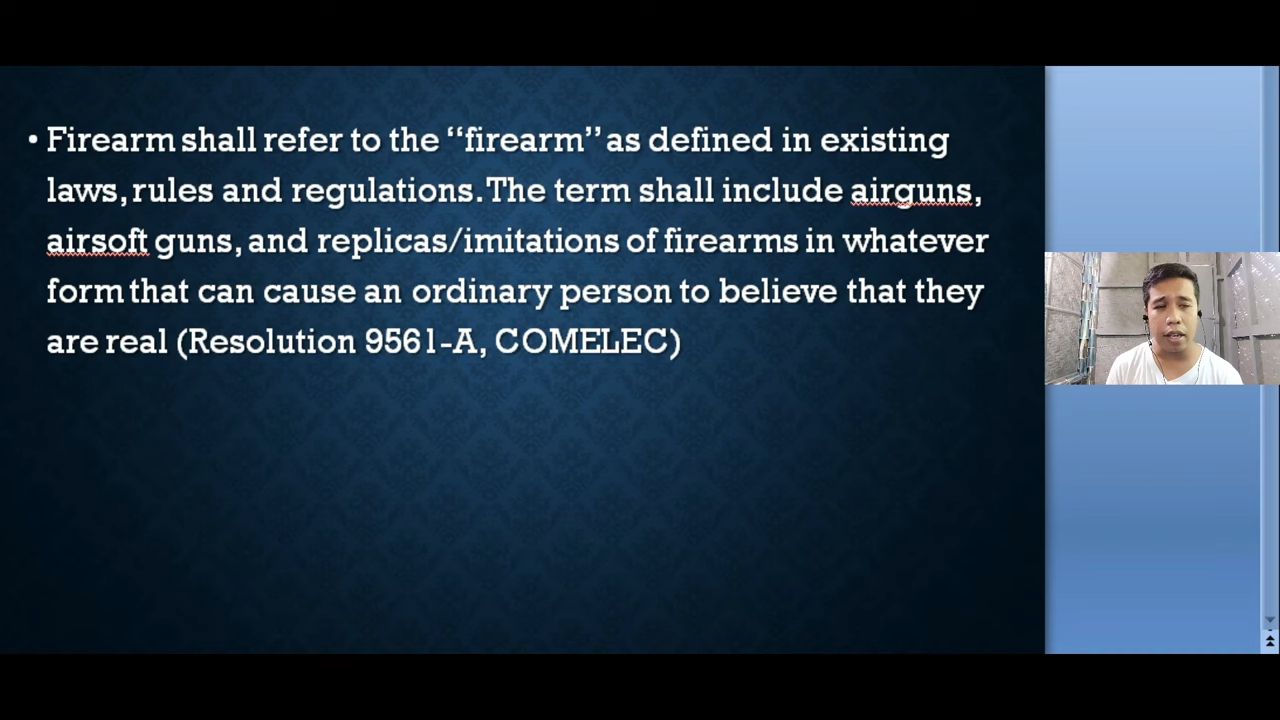 • Firearm shall refer to the “firearm” as defined in existing
laws, rules and regulations. The term shall include airguns,
airsoft guns, and replicas/imitations of firearms in whatever
form that can cause an ordinary person to believe that they
are real (Resolution 9561-A, COMELEC)